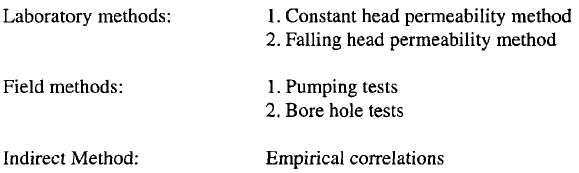 Laboratory methods: 1. Constant head permeability method
2. Falling head permeability method
Field methods: 1. Pumping tests
2. Bore hole tests
Indirect Method: Empirical correlations